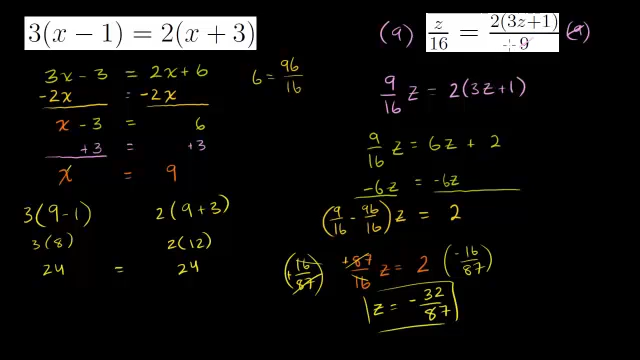 3(x − 1) = 2(x + 3)
3x - 3 = 2x + 6
-2x = -2x
x - 3 = 6
+3 = +3
x = 9
3(9-1) 2(9+3)
3(8) 2(12)
24 = 24
6 = 96/16
(9) z/16 = 2(3z+1)/9 (9)
9/16 z = 2(3z+1)
9/16 z = 6z + 2
-6z = -6z
(9/16 - 96/16) z = 2
(+16/87) +87/16 z = 2 (-16/87)
z = -32/87